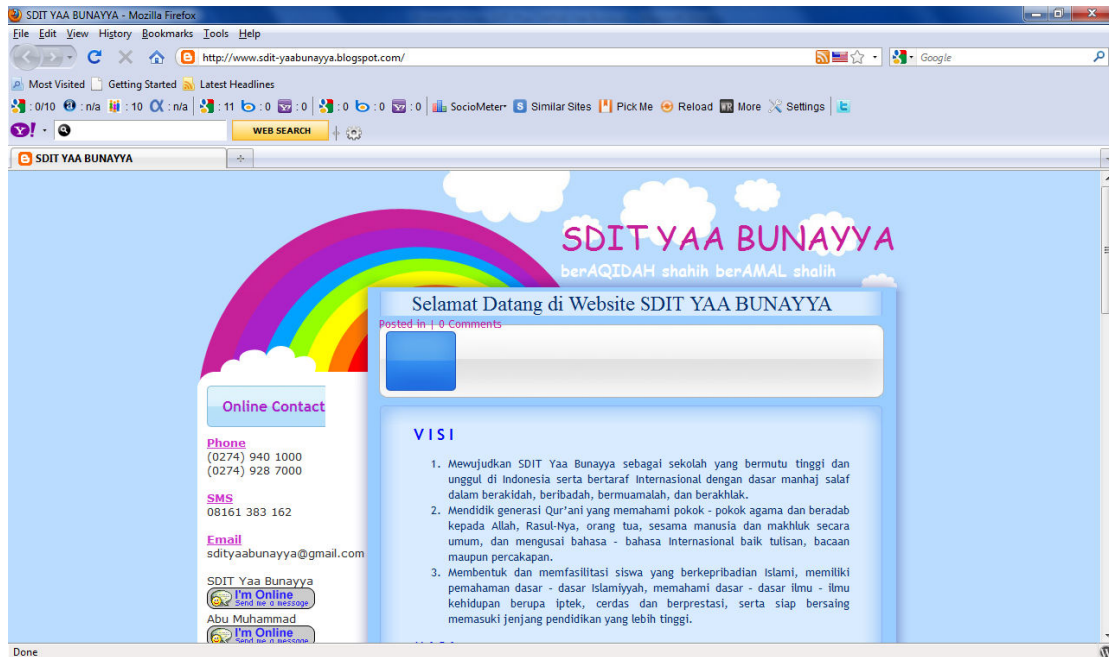 SDIT YAA BUNAYYA - Mozilla Firefox
File Edit View History Bookmarks Tools Help
http://www.sdit-yaabunayya.blogspot.com/
Google
Most Visited Getting Started Latest Headlines
: 0/10 : n/a : 10 : n/a : 11 : 0 : 0 : 0 : 0 : 0 SocioMeter S Similar Sites Pick Me Reload More Settings
Y! WEB SEARCH
SDIT YAA BUNAYYA
SDIT YAA BUNAYYA
berAQIDAH shahih berAMAL shalih
Selamat Datang di Website SDIT YAA BUNAYYA
Posted in | 0 Comments
Online Contact
Phone
(0274) 940 1000
(0274) 928 7000
SMS
08161 383 162
Email
sdityaabunayya@gmail.com
SDIT Yaa Bunayya
I'm Online
Send me a message
Abu Muhammad
I'm Online
Send me a message
VISI
1. Mewujudkan SDIT Yaa Bunayya sebagai sekolah yang bermutu tinggi dan
unggul di Indonesia serta bertaraf Internasional dengan dasar manhaj salaf
dalam berakidah, beribadah, bermuamalah, dan berakhlak.
2. Mendidik generasi Qur'ani yang memahami pokok - pokok agama dan beradab
kepada Allah, Rasul-Nya, orang tua, sesama manusia dan makhluk secara
umum, dan mengusai bahasa - bahasa Internasional baik tulisan, bacaan
maupun percakapan.
3. Membentuk dan memfasilitasi siswa yang berkepribadian Islami, memiliki
pemahaman dasar - dasar Islamiyyah, memahami dasar - dasar ilmu - ilmu
kehidupan berupa iptek, cerdas dan berprestasi, serta siap bersaing
memasuki jenjang pendidikan yang lebih tinggi.
Done